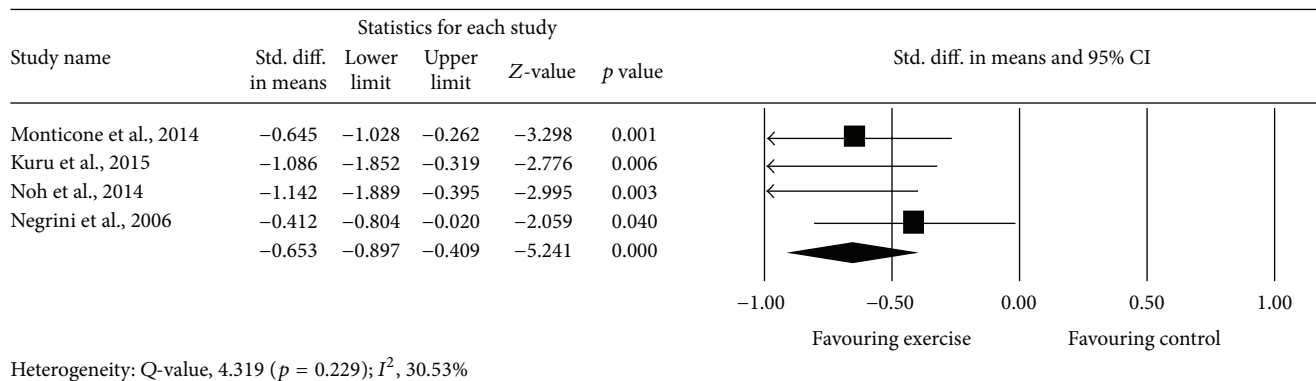 Statistics for each study
Study name Std. diff. in means Lower limit Upper limit Z-value p value Std. diff. in means and 95% CI
Monticone et al., 2014 −0.645 −1.028 −0.262 −3.298 0.001
Kuru et al., 2015 −1.086 −1.852 −0.319 −2.776 0.006
Noh et al., 2014 −1.142 −1.889 −0.395 −2.995 0.003
Negrini et al., 2006 −0.412 −0.804 −0.020 −2.059 0.040
−0.653 −0.897 −0.409 −5.241 0.000
−1.00 −0.50 0.00 0.50 1.00
Favouring exercise Favouring control
Heterogeneity: Q-value, 4.319 (p = 0.229); I², 30.53%